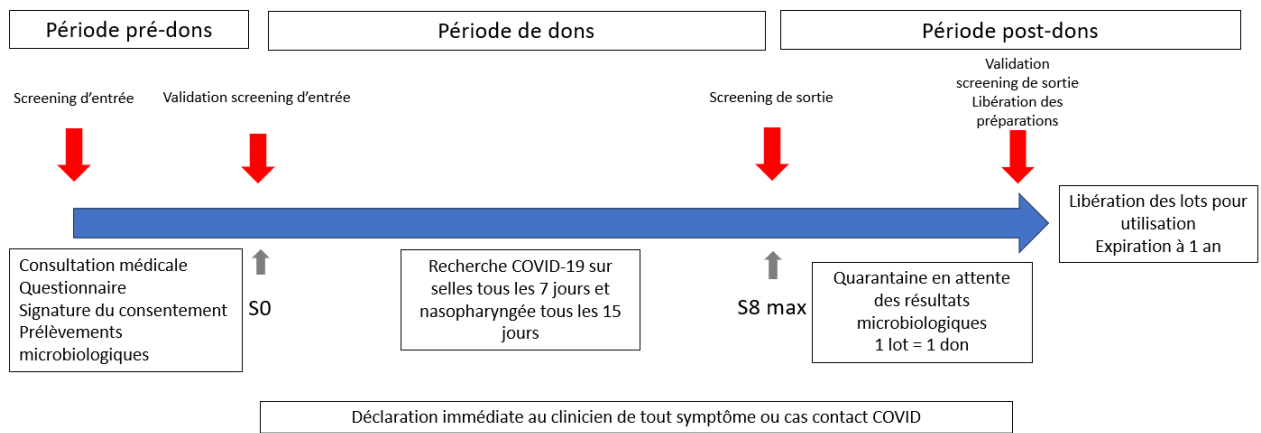 Période pré-dons
Période de dons
Période post-dons
Screening d'entrée
Validation screening d'entrée
Screening de sortie
Validation
screening de sortie
Libération des
préparations
Libération des lots pour
utilisation
Expiration à 1 an
Consultation médicale
Questionnaire
Signature du consentement
Prélèvements
microbiologiques
S0
Recherche COVID-19 sur
selles tous les 7 jours et
nasopharyngée tous les 15
jours
S8 max
Quarantaine en attente
des résultats
microbiologiques
1 lot = 1 don
Déclaration immédiate au clinicien de tout symptôme ou cas contact COVID